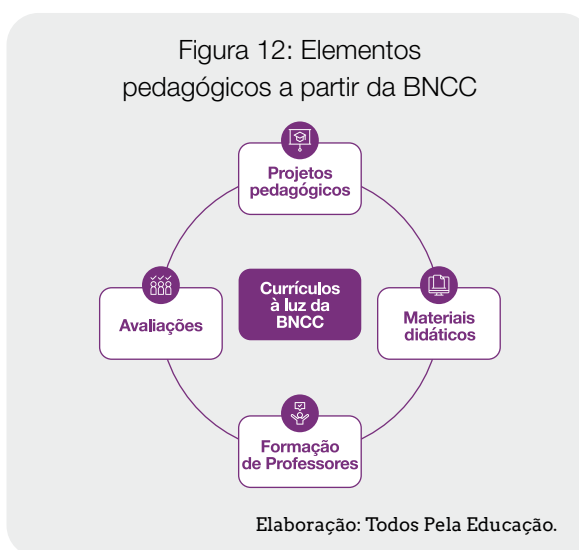 Figura 12: Elementos
pedagógicos a partir da BNCC
Projetos
pedagógicos
Currículos
à luz da
BNCC
Avaliações
Materiais
didáticos
Formação
de Professores
Elaboração: Todos Pela Educação.